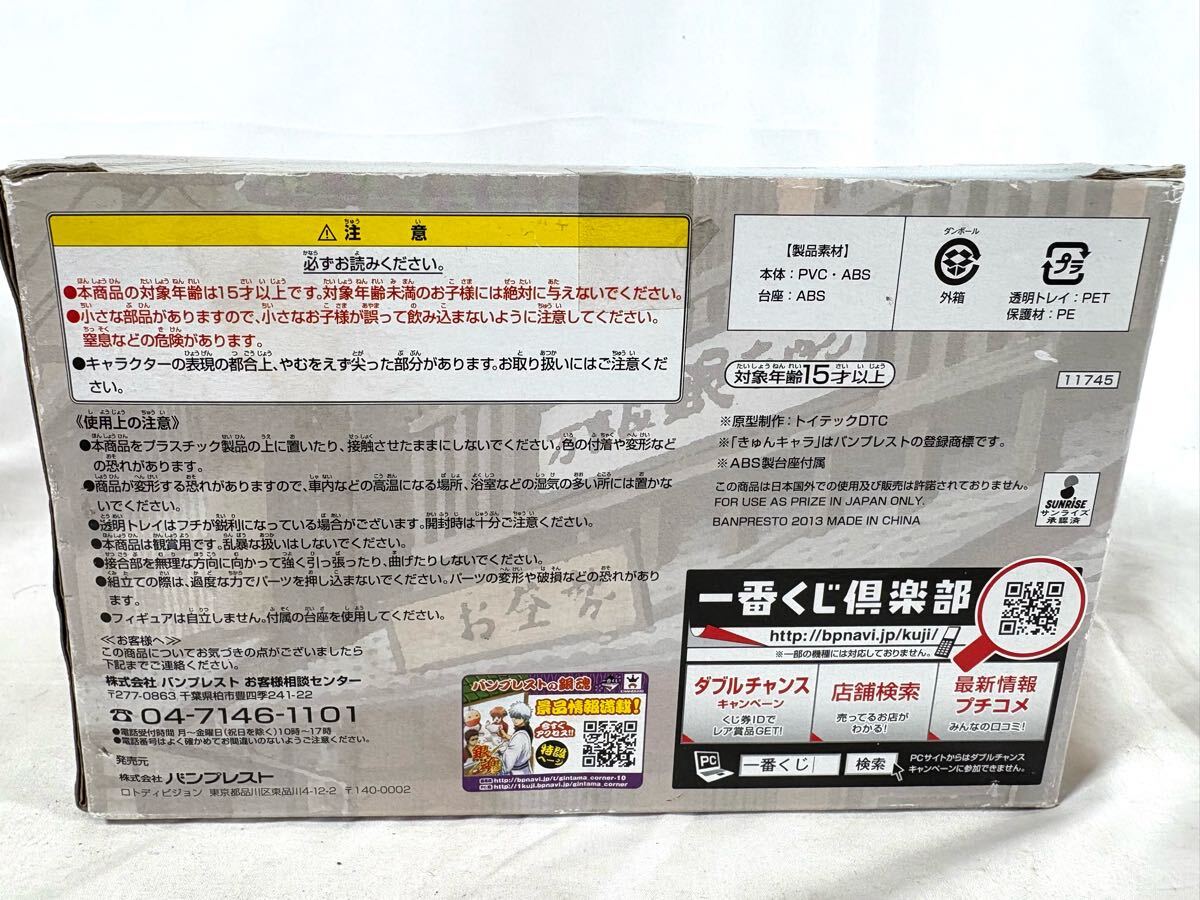 ⚠注意
必ずお読みください。
●本商品の対象年齢は15才以上です。対象年齢未満のお子様には絶対に与えないでください。
●小さな部品がありますので、小さなお子様が誤って飲み込まないように注意してください。
窒息などの危険があります。
●キャラクターの表現の都合上、やむをえず尖った部分があります。お取り扱いにはご注意くだ
さい。
《使用上の注意》
●本商品をプラスチック製品の上に置いたり、接触させたままにしないでください。色の付着や変形など
の恐れがあります。
●商品が変形する恐れがありますので、車内などの高温になる場所、浴室などの湿気の多い所には置かな
いでください。
●透明トレイはフチが鋭利になっている場合がございます。開封時は十分ご注意ください。
●本商品は観賞用です。乱暴な扱いはしないでください。
●接合部を無理な方向に向かって強く引っ張ったり、曲げたりしないでください。
●組立ての際は、過度な力でパーツを押し込まないでください。パーツの変形や破損などの恐れがあり
ます。
●フィギュアは自立しません。付属の台座を使用してください。
≪お客様へ≫
この商品についてお気づきの点がございましたら
下記までご連絡ください。
株式会社 バンプレスト お客様相談センター
〒277-0863 千葉県柏市豊四季241-22
☎04-7146-1101
●電話受付時間 月～金曜日(祝日を除く)10時～17時
●電話番号はよく確かめてお間違いのないようご注意ください。
発売元
株式会社 バンプレスト
ロトディビジョン 東京都品川区東品川4-12-2 〒140-0002
バンプレストの銀魂
景品情報満載!
今すぐ
アクセス!!
特設
ページ
銀魂
http://bpnavi.jp/t/gintama_corner-10
http://1kuji.bpnavi.jp/gintama_corner
【製品素材】
本体:PVC・ABS
台座:ABS
ダンボール
外箱
プラ
透明トレイ:PET
保護材:PE
対象年齢15才以上
11745
※原型制作:トイテックDTC
※「きゅんキャラ」はバンプレストの登録商標です。
※ABS製台座付属
この商品は日本国外での使用及び販売は許諾されておりません。
FOR USE AS PRIZE IN JAPAN ONLY.
BANPRESTO 2013 MADE IN CHINA
SUNRISE
サンライズ
承認済
お登勢
一番くじ倶楽部
http://bpnavi.jp/kuji/
※一部の機種には対応しておりません。
ダブルチャンス
キャンペーン
くじ券IDで
レア賞品GET!
店舗検索
売ってるお店が
わかる!
最新情報
プチコメ
みんなの口コミ!
PC
一番くじ
検索
PCサイトからはダブルチャンス
キャンペーンに参加できません。